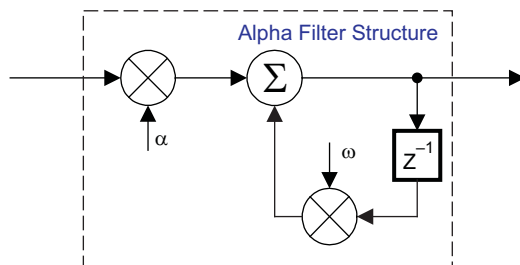 Alpha Filter Structure
Σ
α
ω
z⁻¹